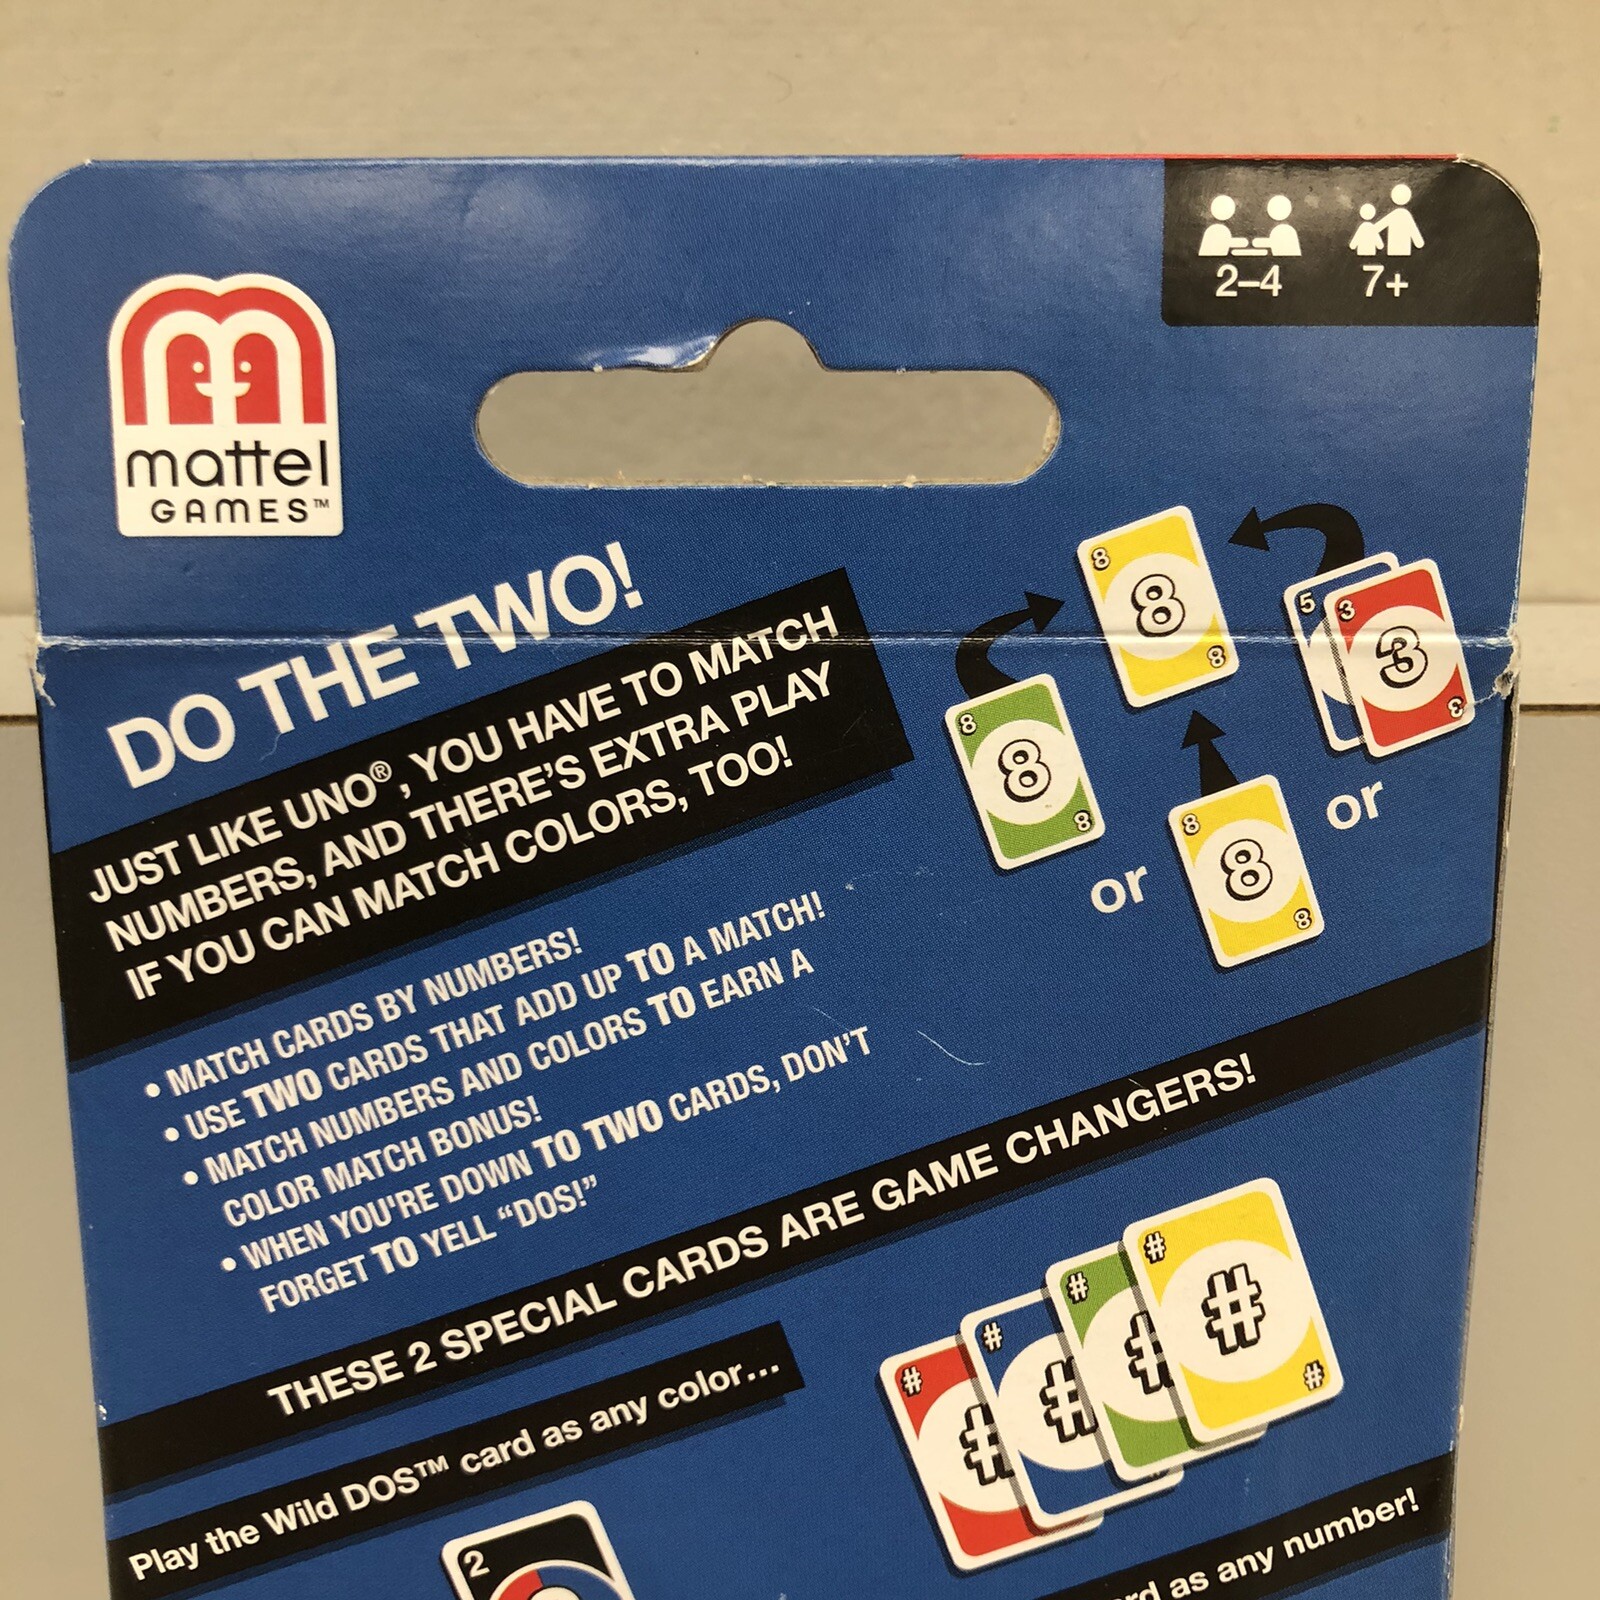 2–4 7+
mattel
GAMES™
DO THE TWO!
JUST LIKE UNO®, YOU HAVE TO MATCH
NUMBERS, AND THERE'S EXTRA PLAY
IF YOU CAN MATCH COLORS, TOO!
• MATCH CARDS BY NUMBERS!
• USE TWO CARDS THAT ADD UP TO A MATCH!
• MATCH NUMBERS AND COLORS TO EARN A
COLOR MATCH BONUS!
• WHEN YOU'RE DOWN TO TWO CARDS, DON'T
FORGET TO YELL “DOS!”
8 8 8
5
3 3 3
8 8 8
or
8 8 8
or
THESE 2 SPECIAL CARDS ARE GAME CHANGERS!
Play the Wild DOS™ card as any color...
2
# # #
# #
# #
# #
as any number!